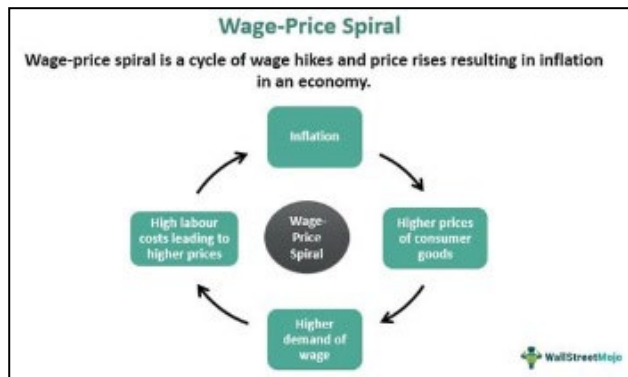 Wage-Price Spiral
Wage-price spiral is a cycle of wage hikes and price rises resulting in inflation
in an economy.
Inflation
High labour
costs leading to
higher prices
Wage-
Price
Spiral
Higher prices
of consumer
goods
Higher
demand of
wage
WallStreetMojo